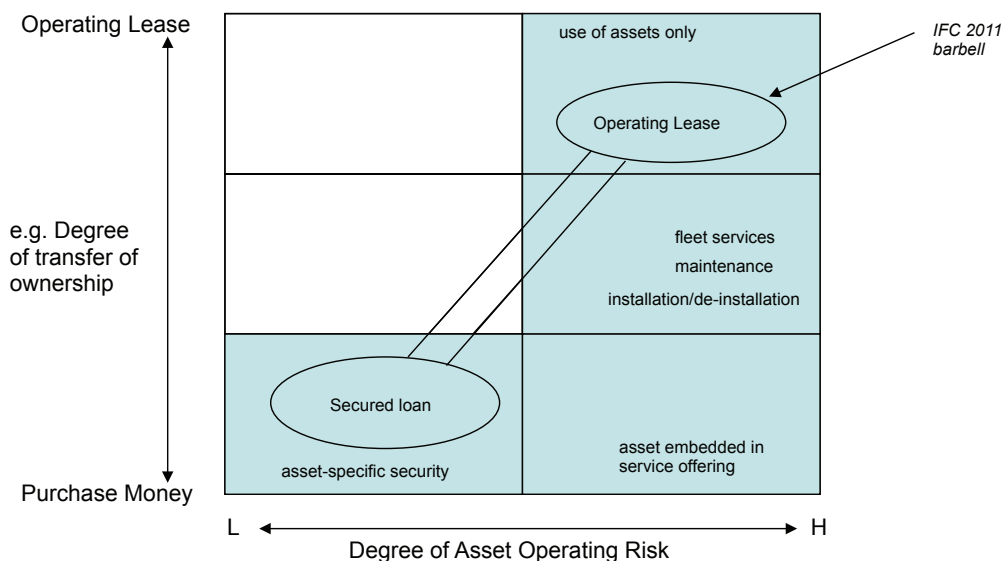 Operating Lease
use of assets only
IFC 2011
barbell
Operating Lease
e.g. Degree
of transfer of
ownership
fleet services
maintenance
installation/de-installation
Secured loan
asset-specific security
asset embedded in
service offering
Purchase Money
L
H
Degree of Asset Operating Risk